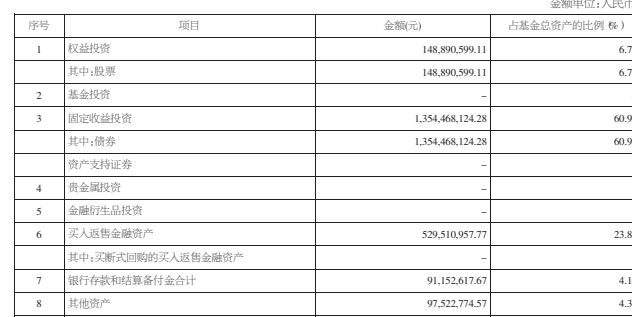 金额单位:人民币
序号 项目 金额(元) 占基金总资产的比例(%)
1 权益投资 148,890,599.11 6.7
其中:股票 148,890,599.11 6.7
2 基金投资 –
3 固定收益投资 1,354,468,124.28 60.9
其中:债券 1,354,468,124.28 60.9
资产支持证券 –
4 贵金属投资 –
5 金融衍生品投资 –
6 买入返售金融资产 529,510,957.77 23.8
其中:买断式回购的买入返售金融资产 –
7 银行存款和结算备付金合计 91,152,617.67 4.1
8 其他资产 97,522,774.57 4.3